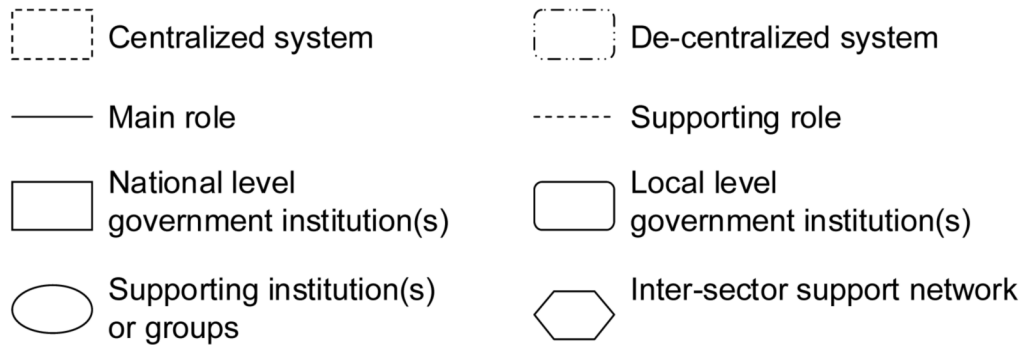 Centralized system
De-centralized system
Main role
Supporting role
National level
government institution(s)
Local level
government institution(s)
Supporting institution(s)
or groups
Inter-sector support network